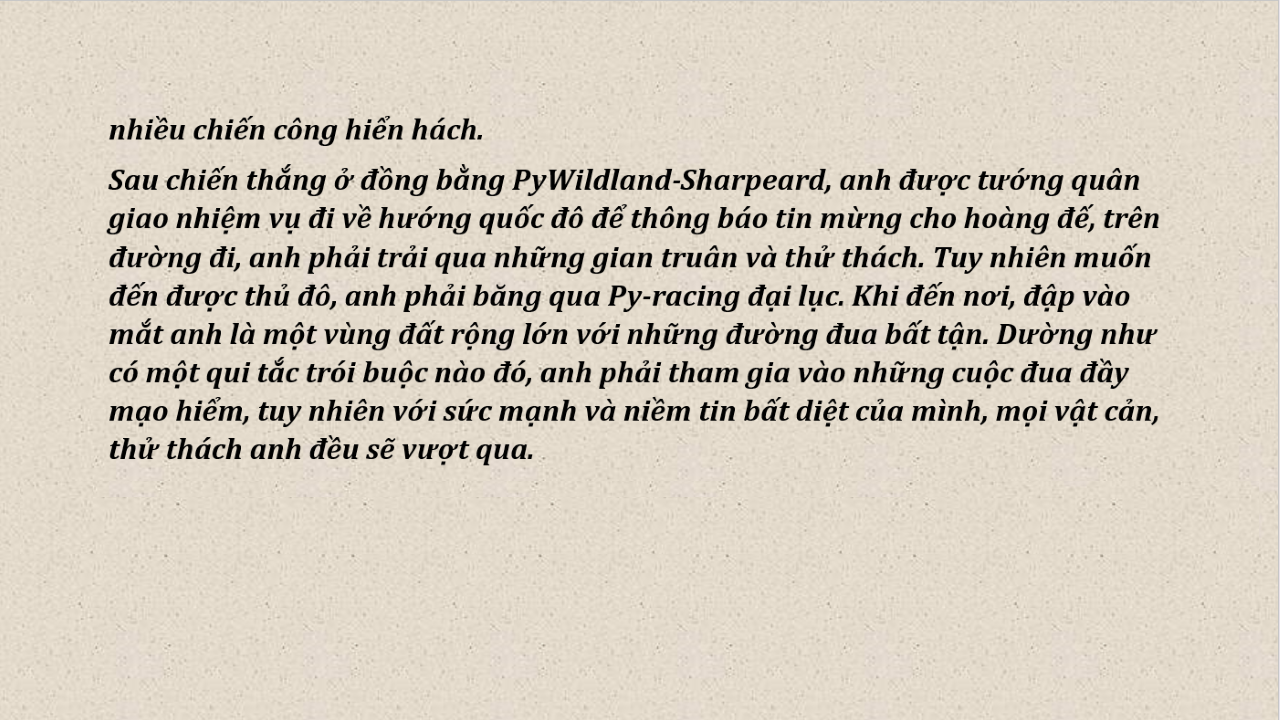 nhiều chiến công hiển hách.
Sau chiến thắng ở đồng bằng PyWildland-Sharpeard, anh được tướng quân
giao nhiệm vụ đi về hướng quốc đô để thông báo tin mừng cho hoàng đế, trên
đường đi, anh phải trải qua những gian truân và thử thách. Tuy nhiên muốn
đến được thủ đô, anh phải băng qua Py-racing đại lục. Khi đến nơi, đập vào
mắt anh là một vùng đất rộng lớn với những đường đua bất tận. Dường như
có một qui tắc trói buộc nào đó, anh phải tham gia vào những cuộc đua đầy
mạo hiểm, tuy nhiên với sức mạnh và niềm tin bất diệt của mình, mọi vật cản,
thử thách anh đều sẽ vượt qua.